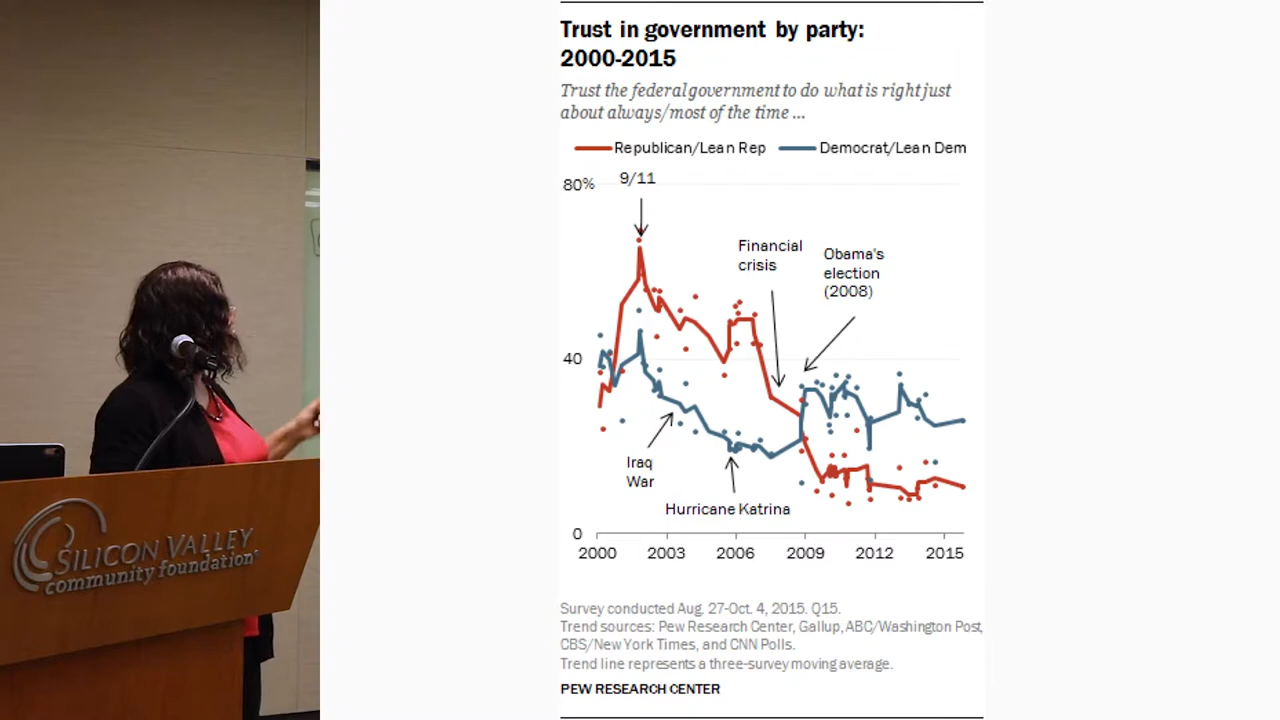 Trust in government by party:
2000-2015
Trust the federal government to do what is right just
about always/most of the time ...
Republican/Lean Rep
Democrat/Lean Dem
80%
9/11
Financial
crisis
Obama's
election
(2008)
40
Iraq
War
Hurricane Katrina
0
2000 2003 2006 2009 2012 2015
Survey conducted Aug. 27-Oct. 4, 2015. Q15.
Trend sources: Pew Research Center, Gallup, ABC/Washington Post,
CBS/New York Times, and CNN Polls.
Trend line represents a three-survey moving average.
PEW RESEARCH CENTER
SILICON VALLEY
community foundation